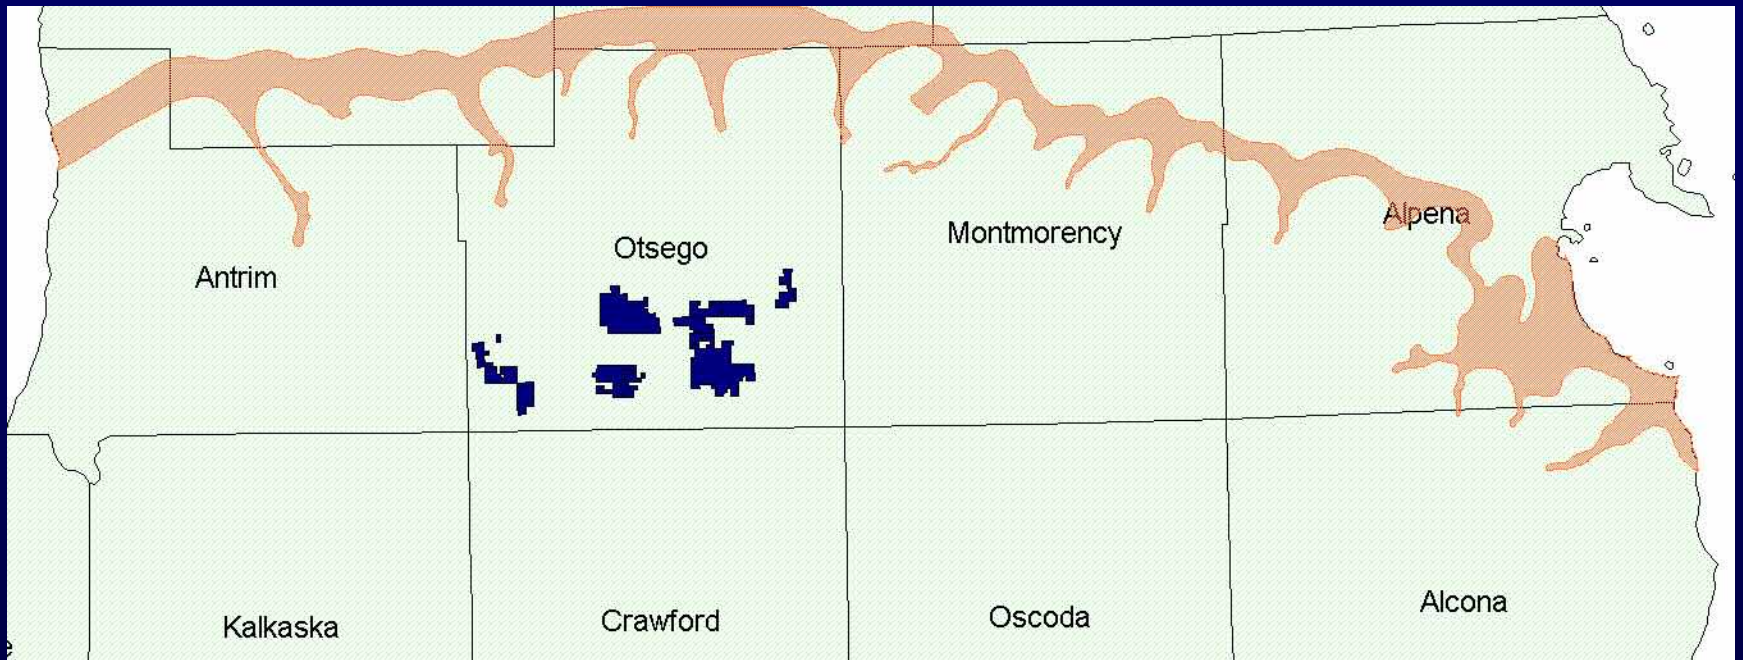 Otsego
Montmorency
Alpena
Antrim
Kalkaska
Crawford
Oscoda
Alcona